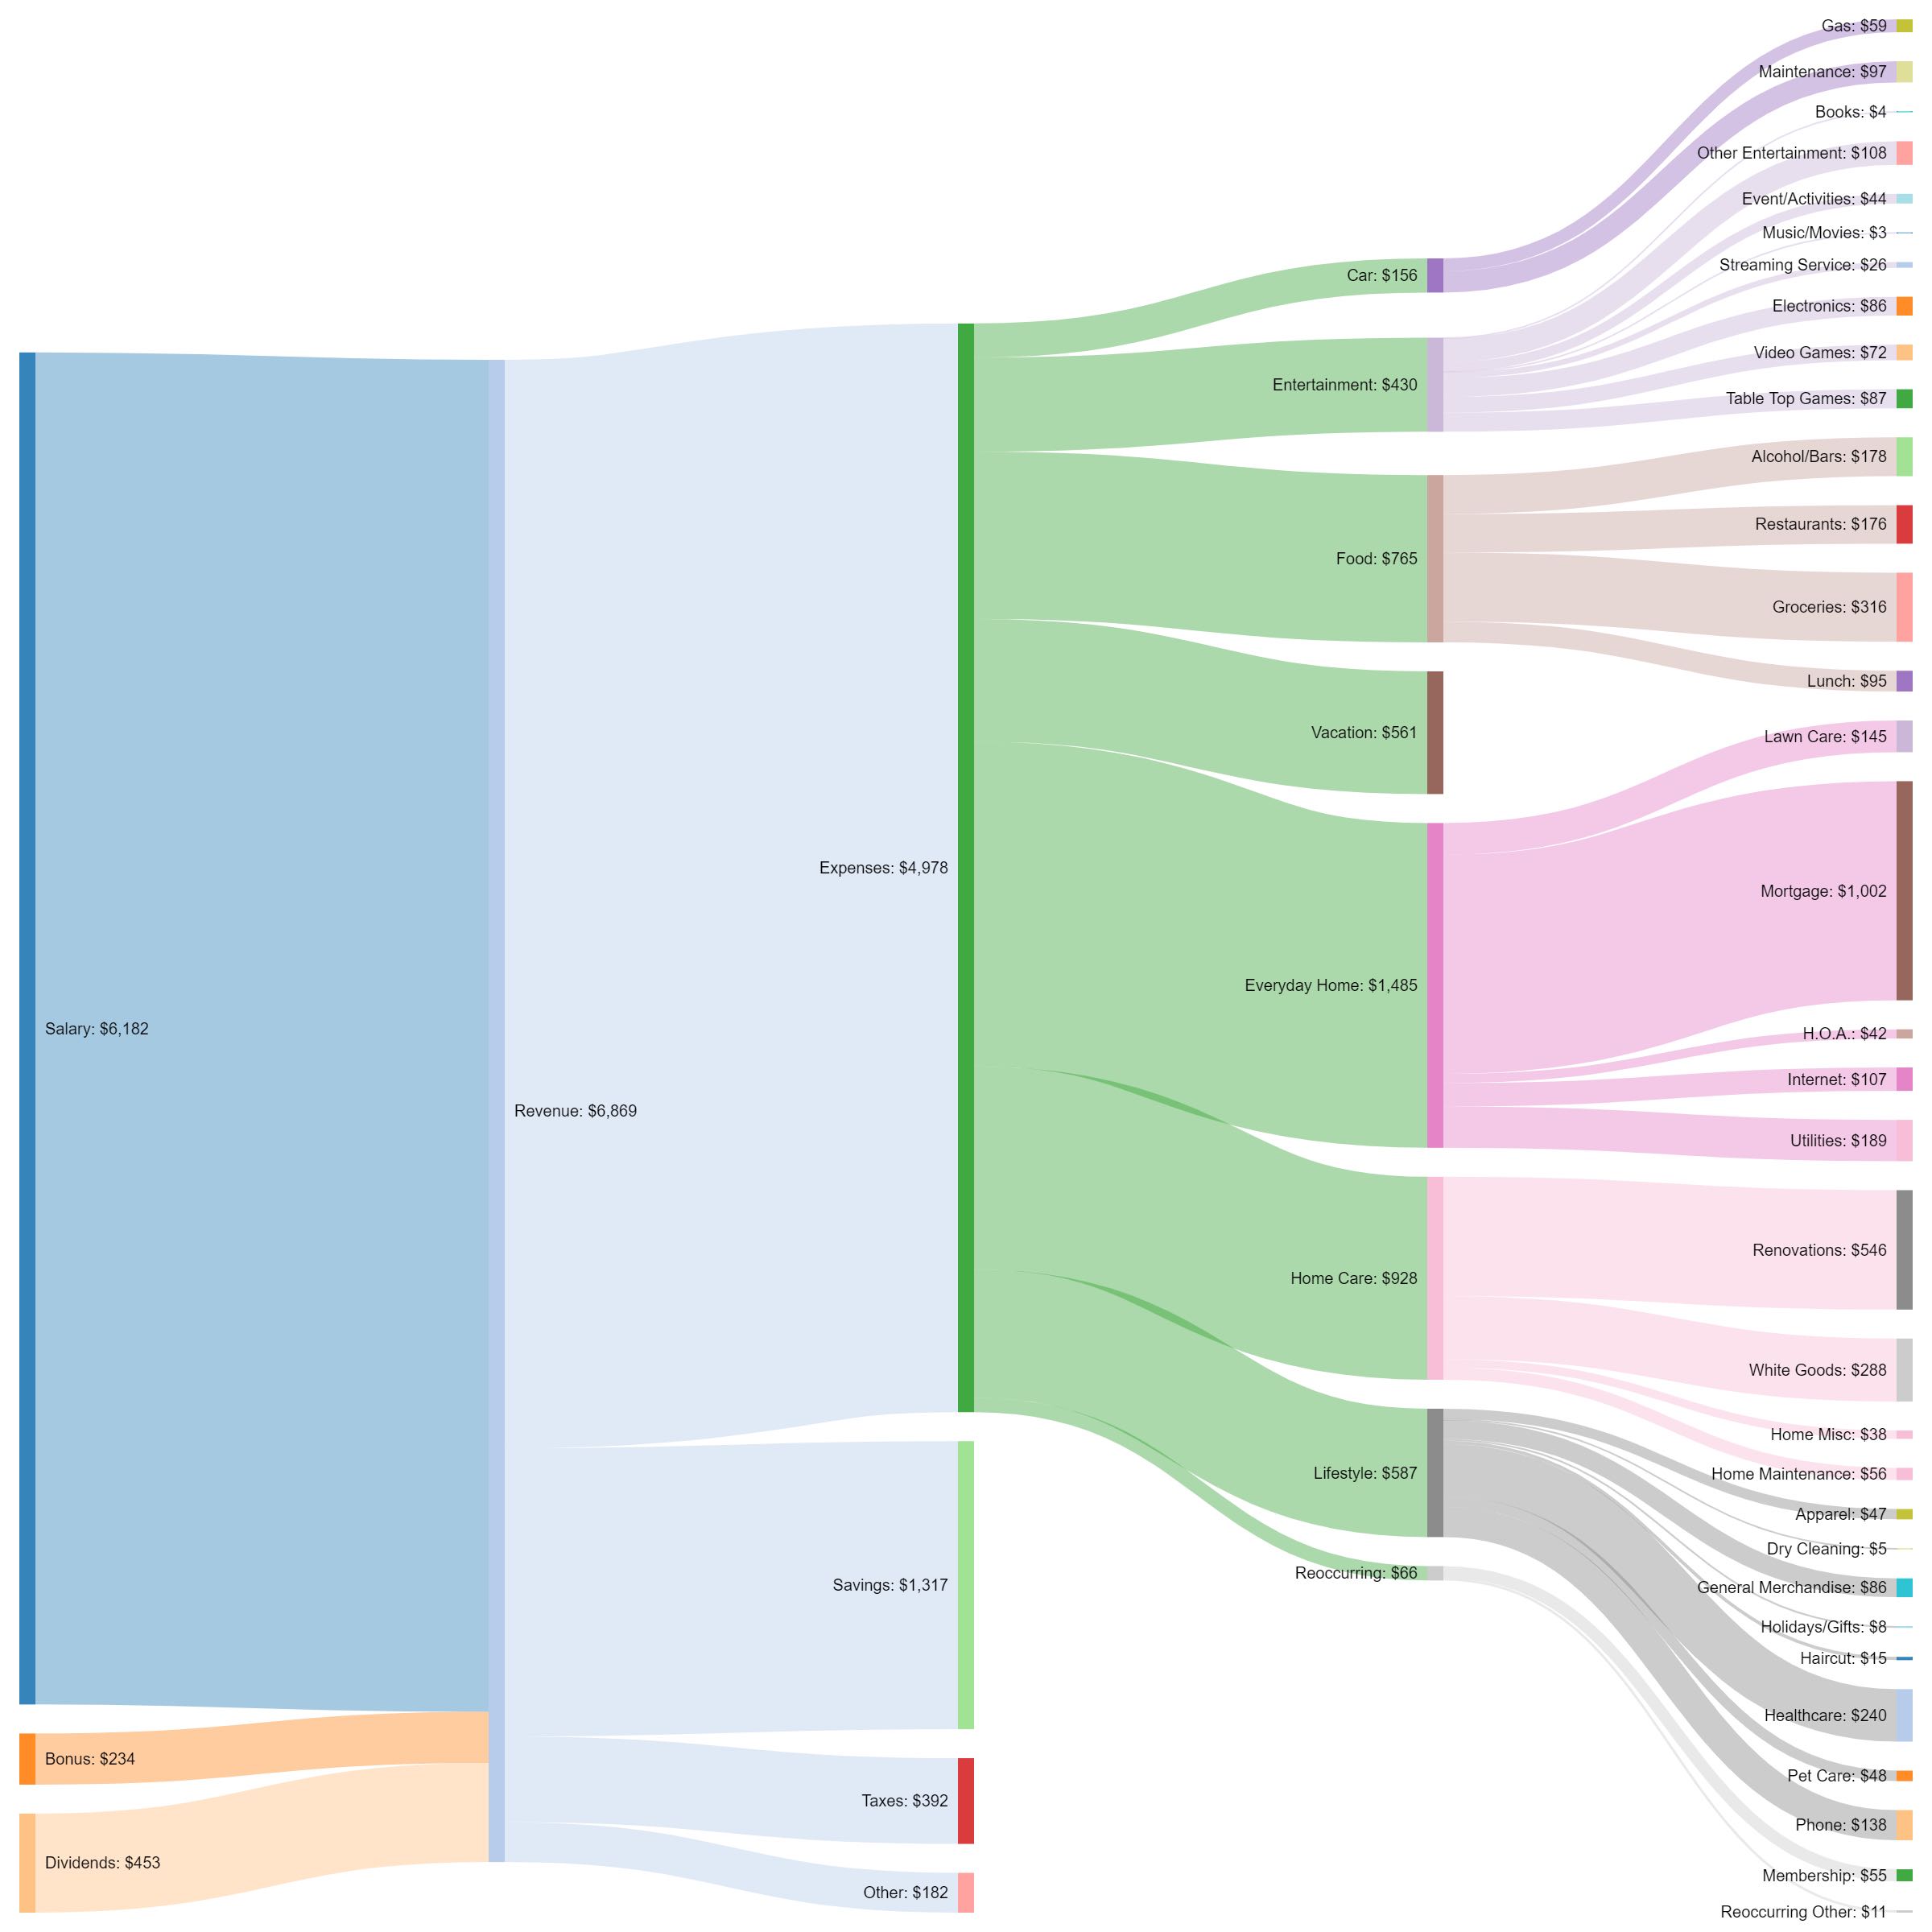 Salary: $6,182
Bonus: $234
Dividends: $453
Revenue: $6,869
Expenses: $4,978
Savings: $1,317
Taxes: $392
Other: $182
Car: $156
Entertainment: $430
Food: $765
Vacation: $561
Everyday Home: $1,485
Home Care: $928
Lifestyle: $587
Reoccurring: $66
Gas: $59
Maintenance: $97
Books: $4
Other Entertainment: $108
Event/Activities: $44
Music/Movies: $3
Streaming Service: $26
Electronics: $86
Video Games: $72
Table Top Games: $87
Alcohol/Bars: $178
Restaurants: $176
Groceries: $316
Lunch: $95
Lawn Care: $145
Mortgage: $1,002
H.O.A.: $42
Internet: $107
Utilities: $189
Renovations: $546
White Goods: $288
Home Misc: $38
Home Maintenance: $56
Apparel: $47
Dry Cleaning: $5
General Merchandise: $86
Holidays/Gifts: $8
Haircut: $15
Healthcare: $240
Pet Care: $48
Phone: $138
Membership: $55
Reoccurring Other: $11